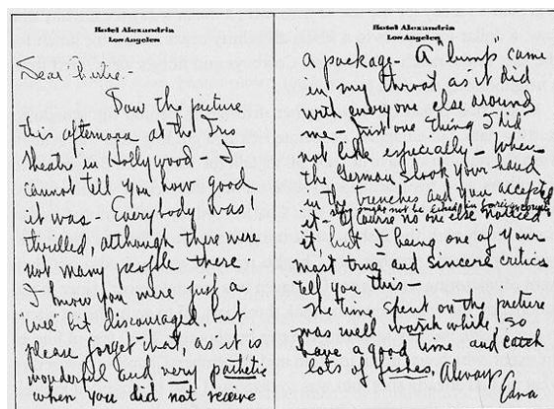 Hotel Alexandria
Los Angeles
Dear
Saw the picture
this afternoon at the Iris
Theatre in Hollywood - I
cannot tell you how good
it was - Everybody was
thrilled, although there were
not many people there.
I know you were just a
"wee" bit discouraged, but
please forget that, as it is
wonderful and very pathetic
when you did not receive
Hotel Alexandria
Los Angeles
a package - A "lump" came
in my throat as it did
with everyone else around
me - Just one thing I did
not like especially - When
the German shook your hand
in the trenches and you accepted
it - might not be in foreign
Of course no one else noticed
it, but I being one of your
most true and sincere critics
tell you this -
The time spent on the picture
was well worth while, so
have a good time and catch
lots of fishes, Always
Edna